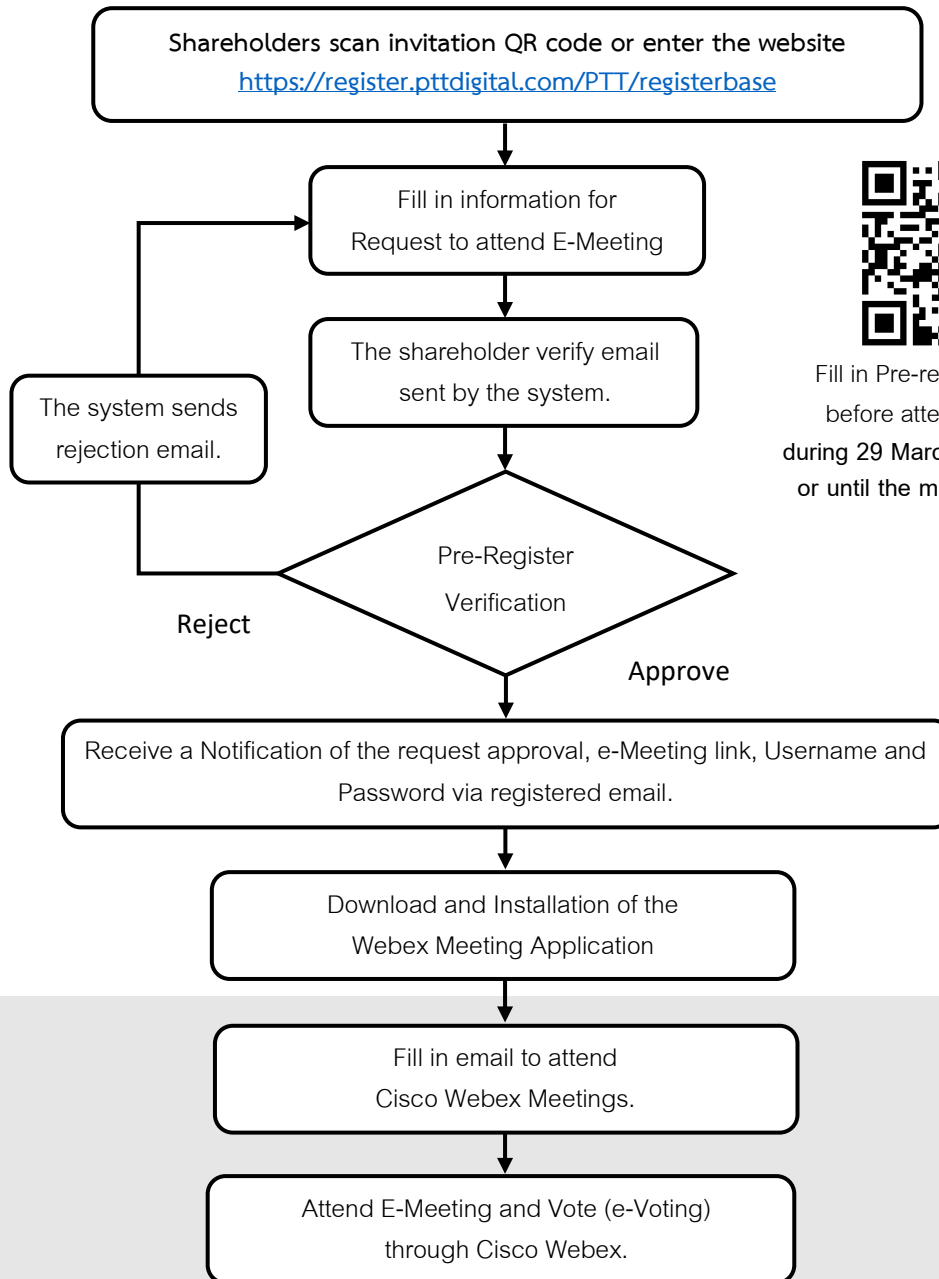 Shareholders scan invitation QR code or enter the website
https://register.pttdigital.com/PTT/registerbase
Fill in information for
Request to attend E-Meeting
The shareholder verify email
sent by the system.
The system sends
rejection email.
Fill in Pre-re
before atte
during 29 Marc
or until the m
Pre-Register
Verification
Reject
Approve
Receive a Notification of the request approval, e-Meeting link, Username and
Password via registered email.
Download and Installation of the
Webex Meeting Application
Fill in email to attend
Cisco Webex Meetings.
Attend E-Meeting and Vote (e-Voting)
through Cisco Webex.